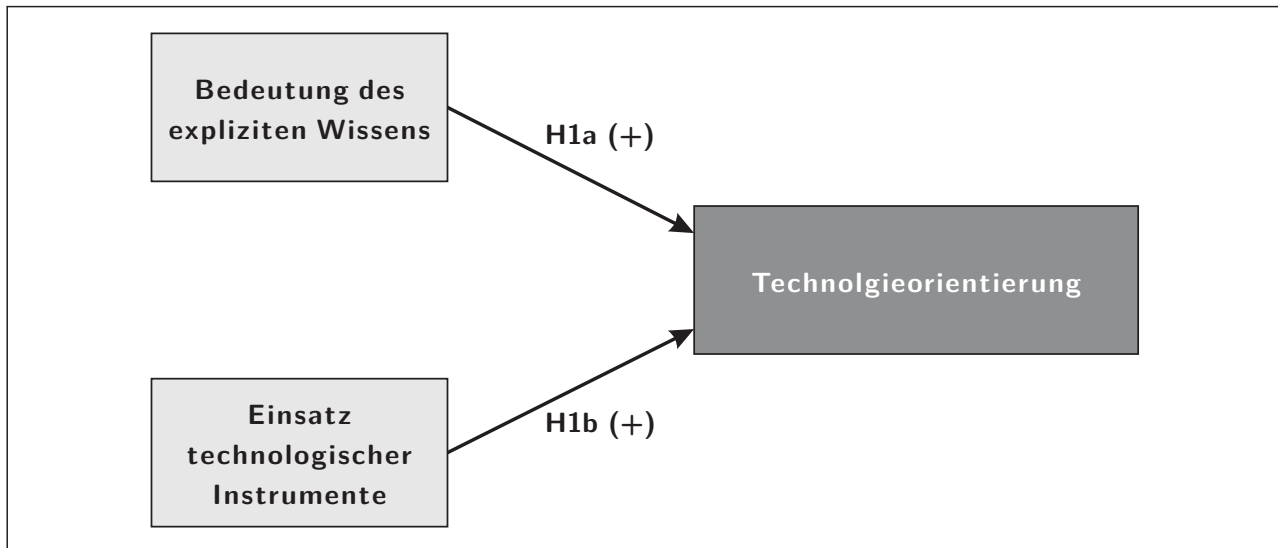 Bedeutung des
expliziten Wissens
H1a (+)
Technolgieorientierung
Einsatz
technologischer
Instrumente
H1b (+)